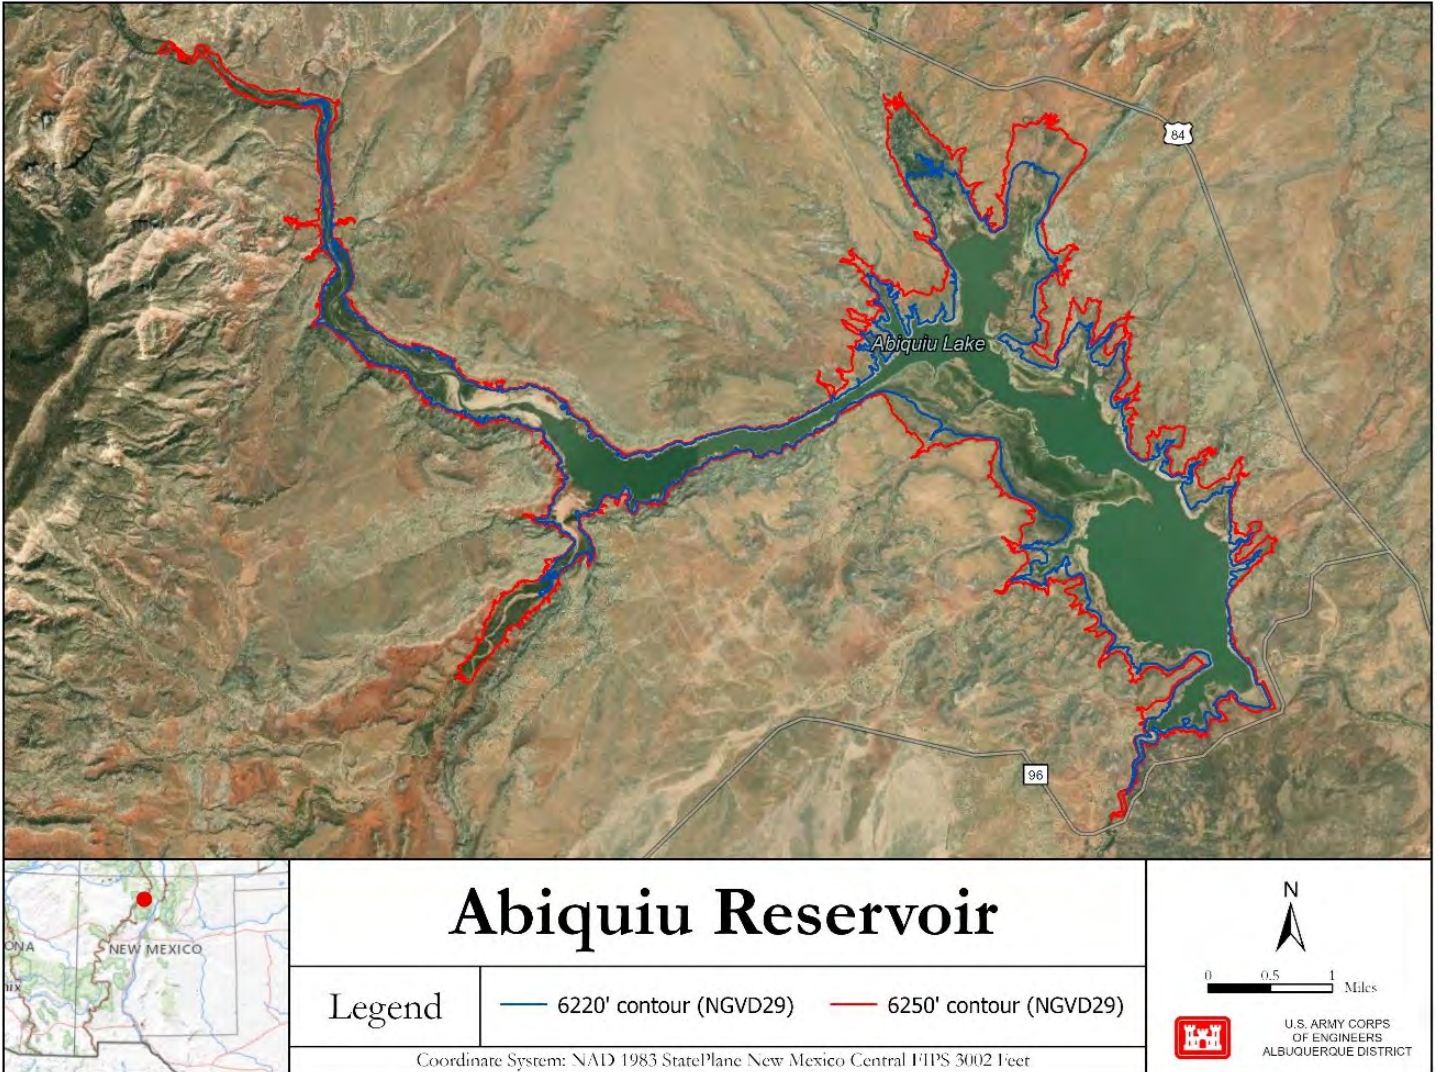 84
Abiquiu Lake
96
ONA
NEW MEXICO
Abiquiu Reservoir
Legend
6220' contour (NGVD29)
6250' contour (NGVD29)
Coordinate System: NAD 1983 StatePlane New Mexico Central FIPS 3002 Feet
N
0 0.5 1
Miles
U.S. ARMY CORPS
OF ENGINEERS
ALBUQUERQUE DISTRICT